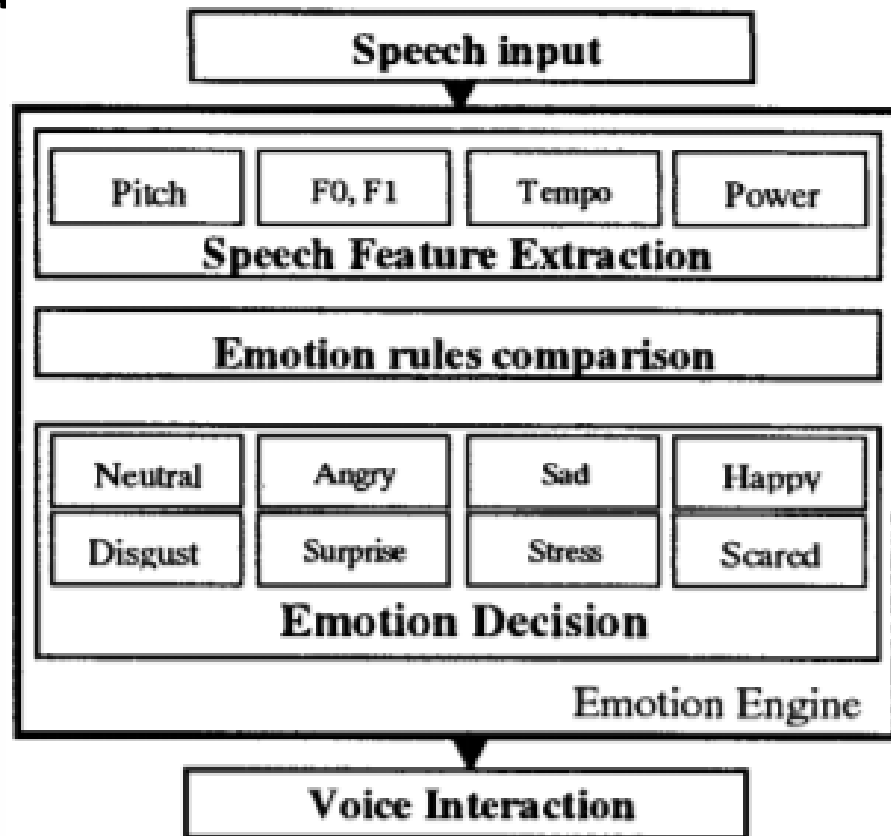 Speech input
Pitch F0, F1 Tempo Power
Speech Feature Extraction
Emotion rules comparison
Neutral Angry Sad Happy
Disgust Surprise Stress Scared
Emotion Decision
Emotion Engine
Voice Interaction